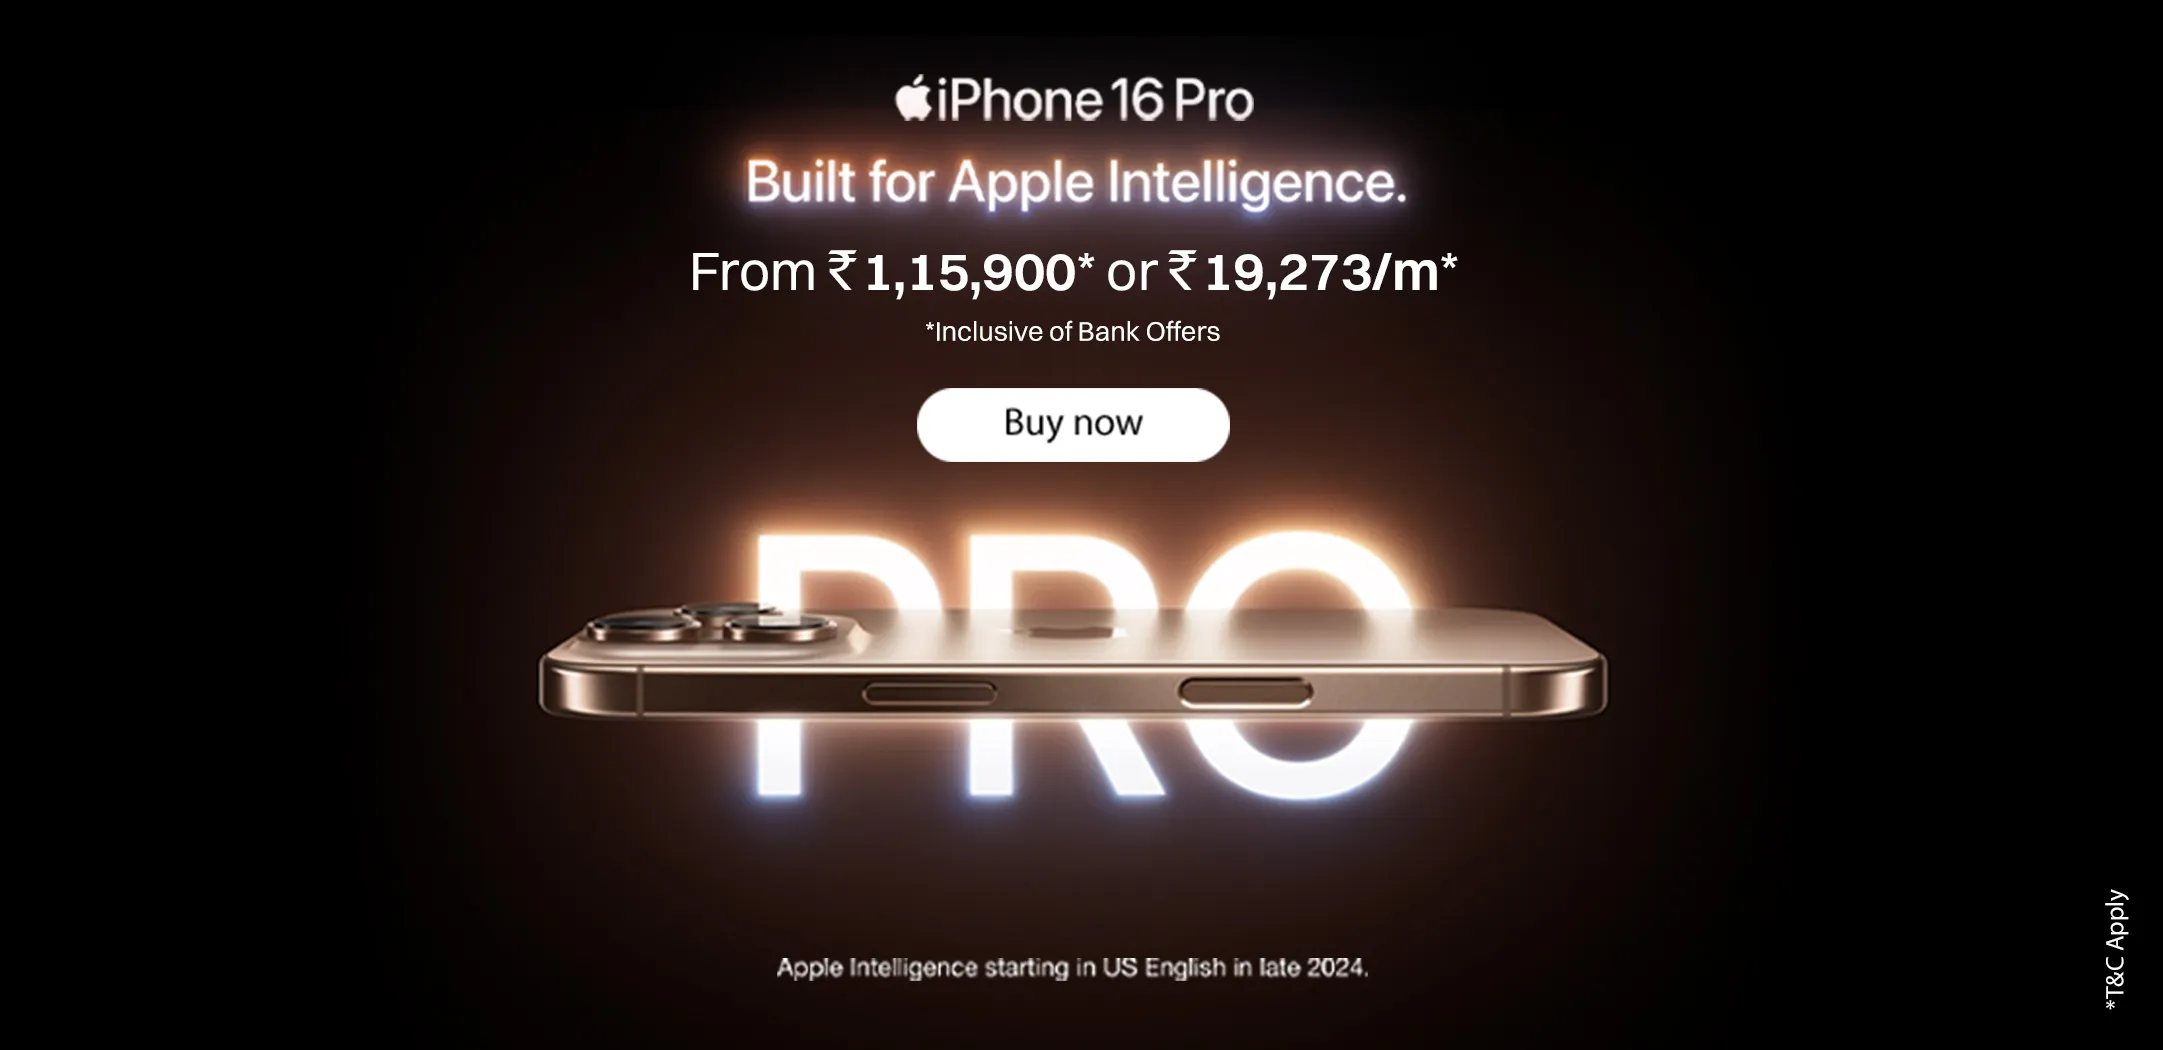 iPhone 16 Pro
Built for Apple Intelligence.
From ₹1,15,900* or ₹19,273/m*
*Inclusive of Bank Offers
Buy now
PRO
Apple Intelligence starting in US English in late 2024.
*T&C Apply